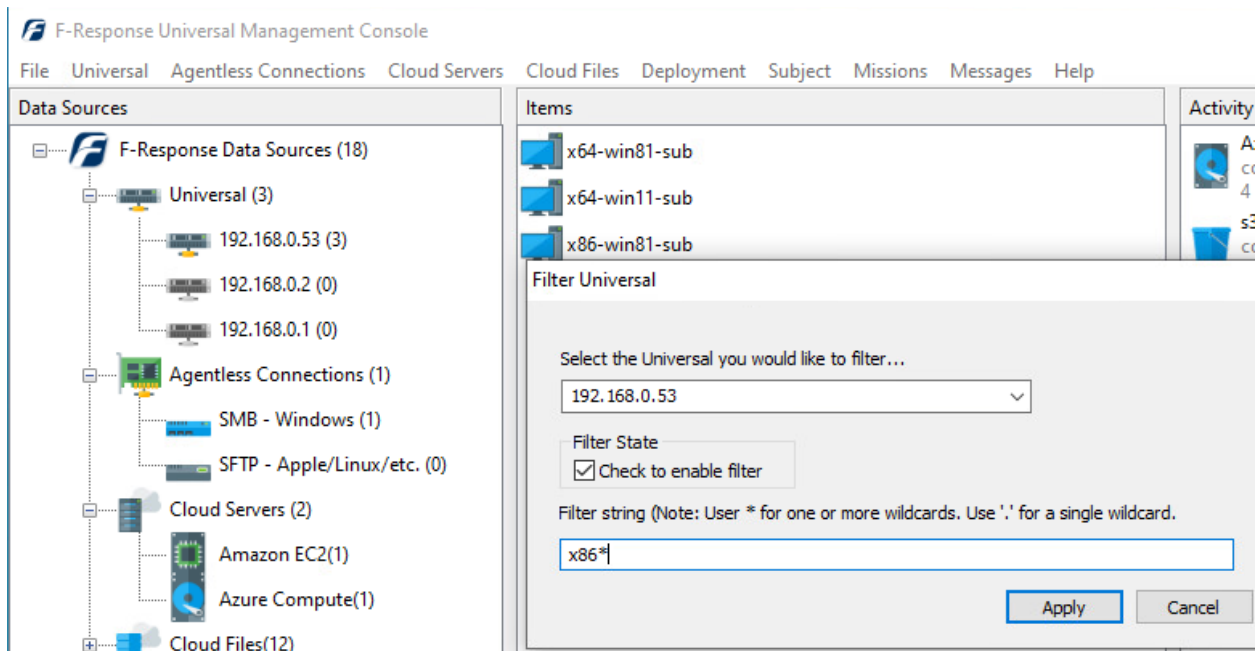 F-Response Universal Management Console
File Universal Agentless Connections Cloud Servers Cloud Files Deployment Subject Missions Messages Help
Data Sources
F-Response Data Sources (18)
Universal (3)
192.168.0.53 (3)
192.168.0.2 (0)
192.168.0.1 (0)
Agentless Connections (1)
SMB - Windows (1)
SFTP - Apple/Linux/etc. (0)
Cloud Servers (2)
Amazon EC2(1)
Azure Compute(1)
Cloud Files(12)
Items
x64-win81-sub
x64-win11-sub
x86-win81-sub
Filter Universal
Select the Universal you would like to filter...
192.168.0.53
Filter State
Check to enable filter
Filter string (Note: User * for one or more wildcards. Use '.' for a single wildcard.
x86*
Apply Cancel
Activity
4